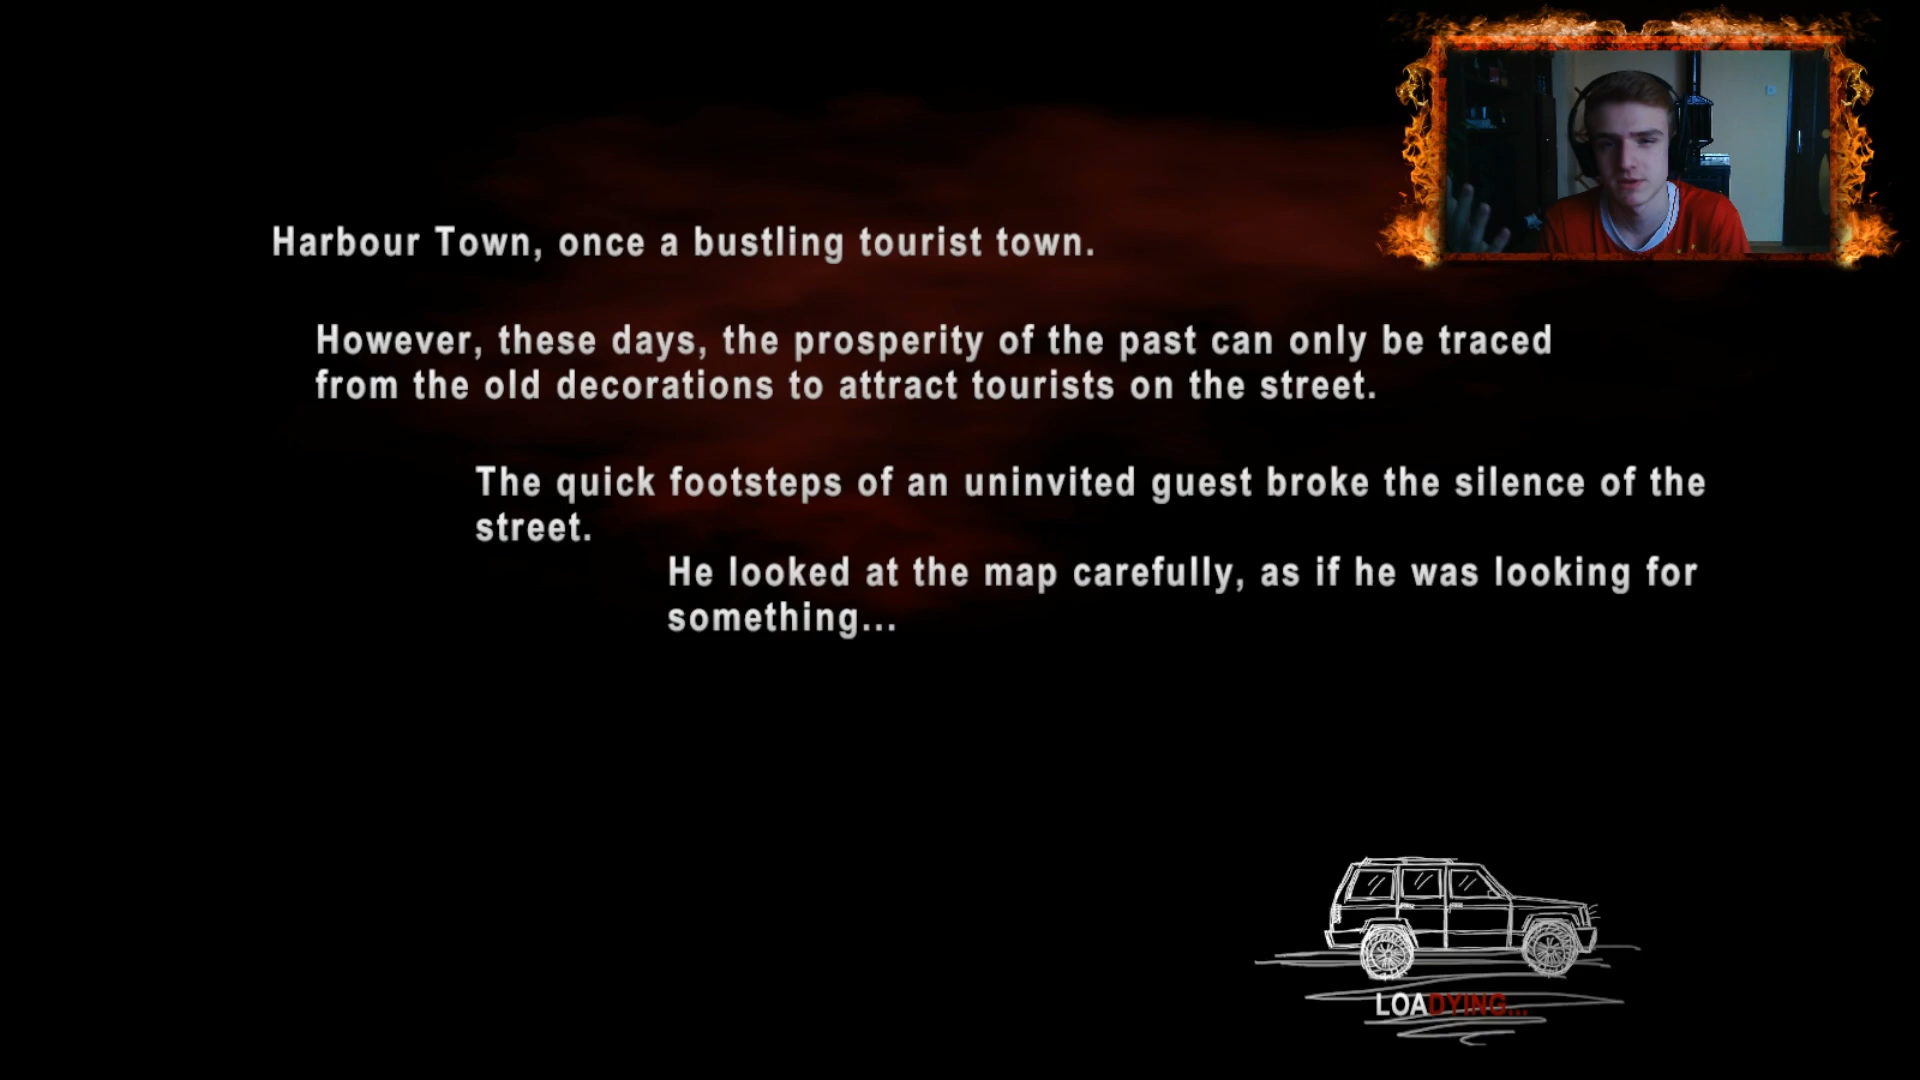 Harbour Town, once a bustling tourist town.
However, these days, the prosperity of the past can only be traced
from the old decorations to attract tourists on the street.
The quick footsteps of an uninvited guest broke the silence of the
street.
He looked at the map carefully, as if he was looking for
something...
LOADYING...